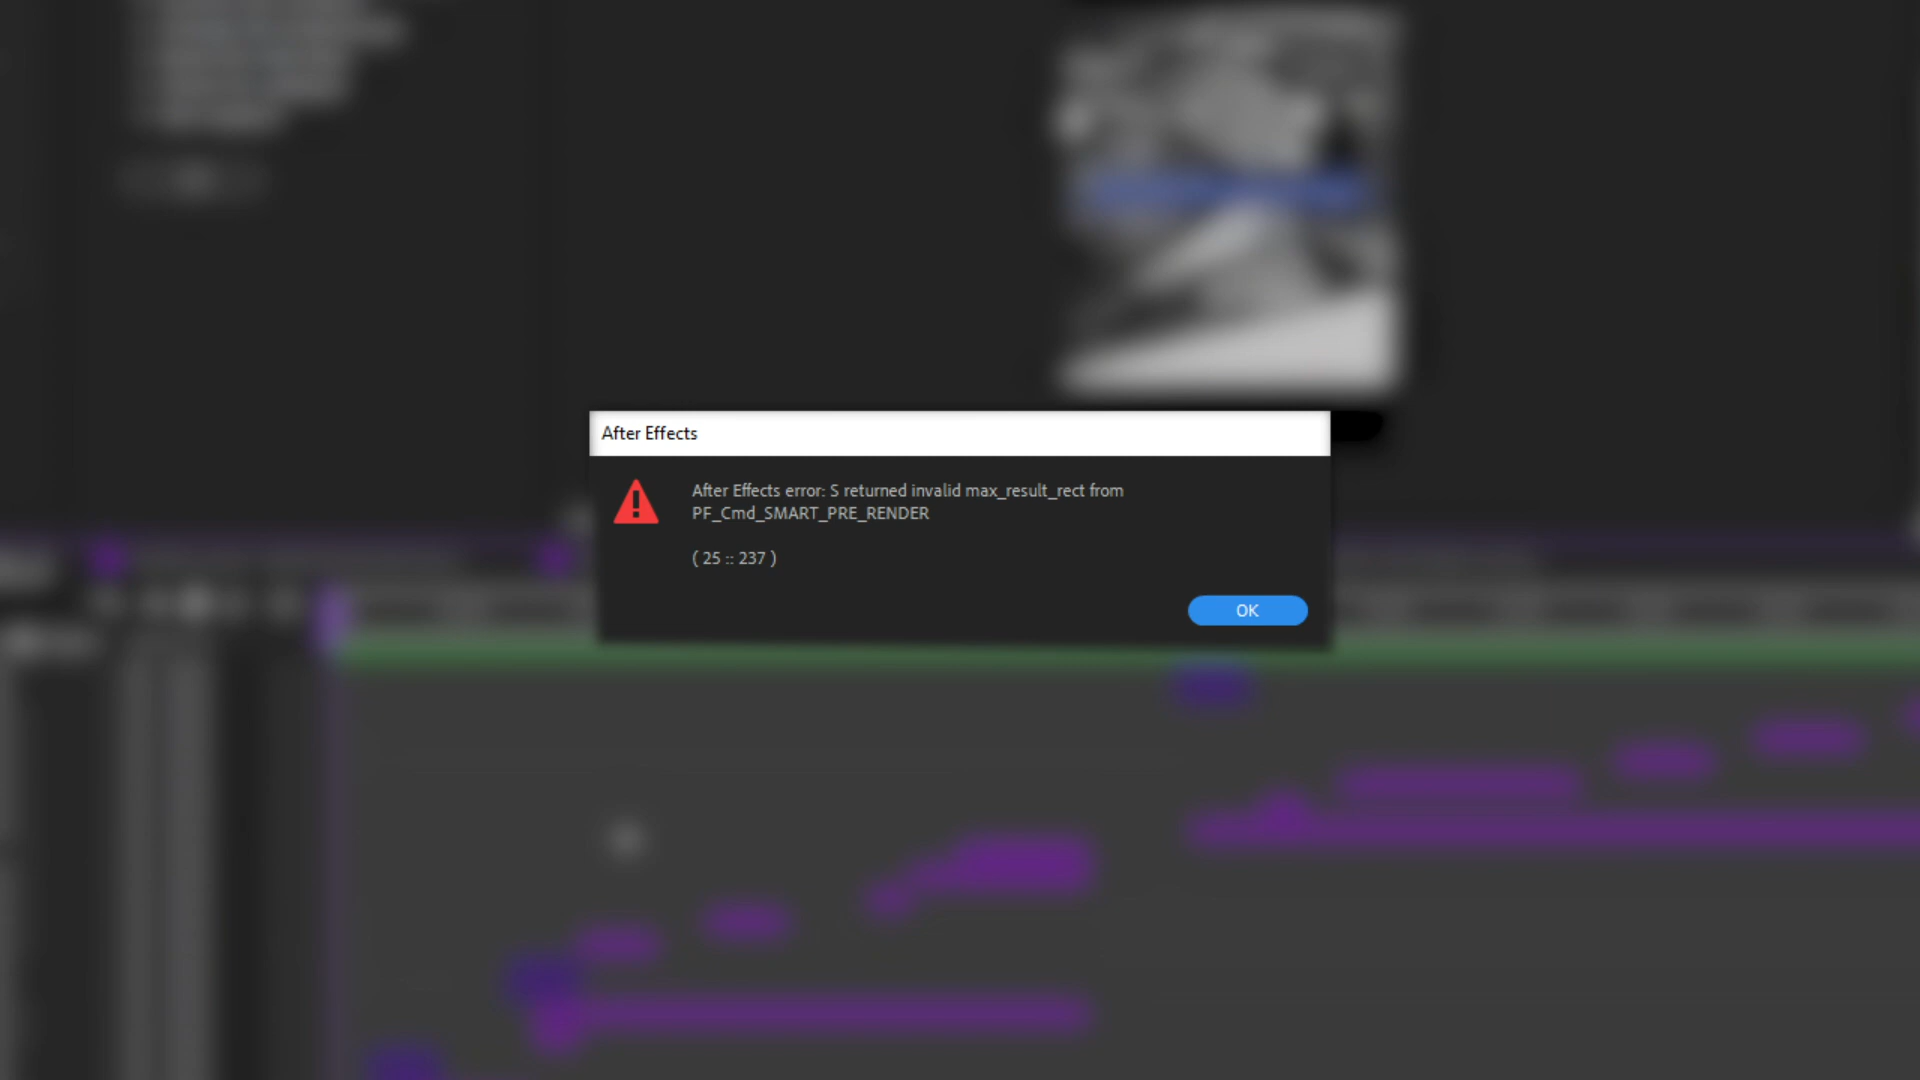 After Effects
After Effects error: S returned invalid max_result_rect from
PF_Cmd_SMART_PRE_RENDER
( 25 :: 237 )
OK